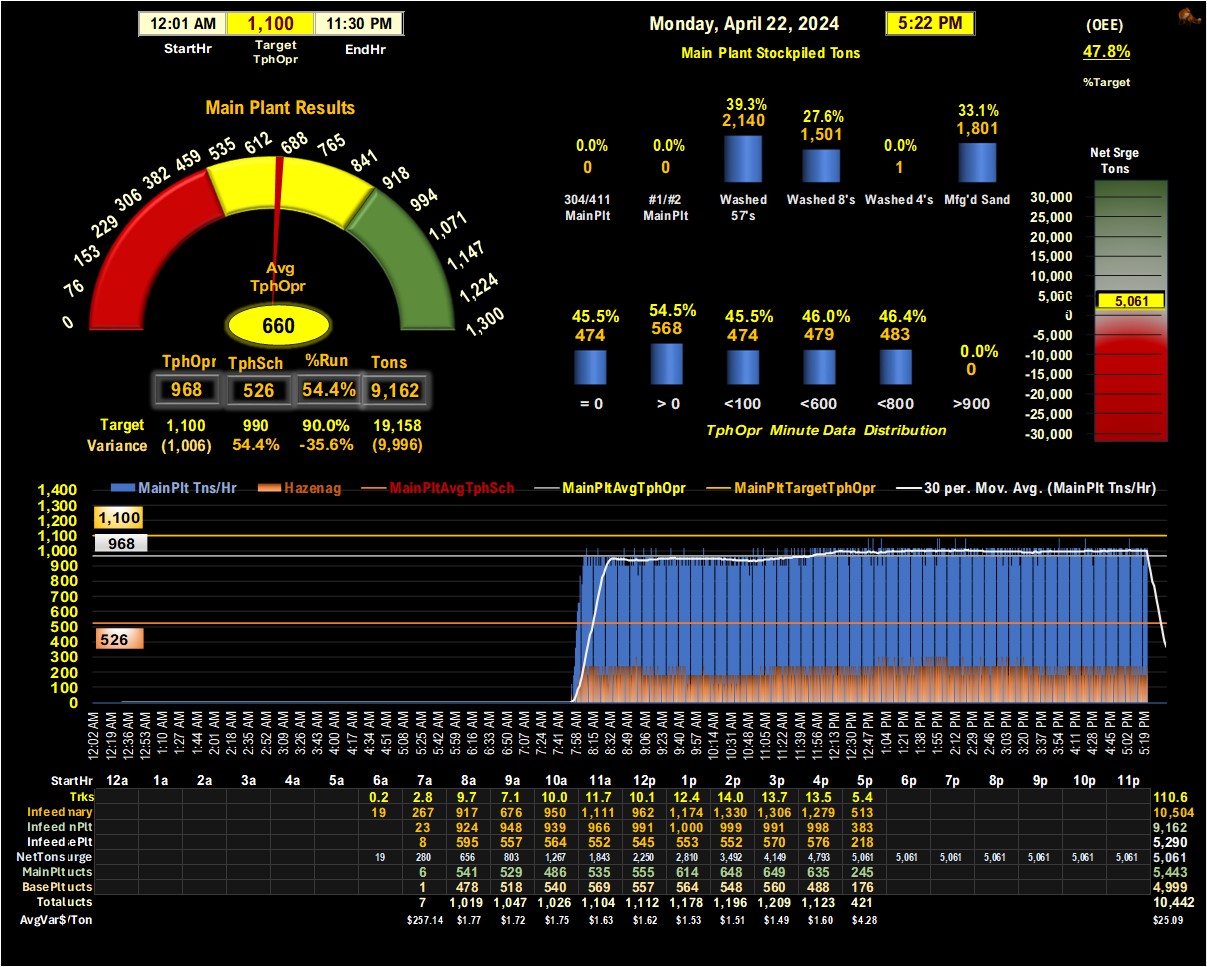 12:01 AM 1,100 11:30 PM
StartHr Target TphOpr EndHr
Monday, April 22, 2024 5:22 PM
Main Plant Stockpiled Tons
(OEE)
47.8%
%Target
Main Plant Results
0 76 153 229 306 382 459 535 612 688 765 841 918 994 1,071 1,147 1,224 1,300
Avg
TphOpr
660
TphOpr TphSch %Run Tons
968 526 54.4% 9,162
Target 1,100 990 90.0% 19,158
Variance (1,006) 54.4% -35.6% (9,996)
0.0% 0.0% 39.3% 27.6% 0.0% 33.1%
0 0 2,140 1,501 1 1,801
304/411 MainPlt #1/#2 MainPlt Washed 57's Washed 8's Washed 4's Mfg'd Sand
45.5% 54.5% 45.5% 46.0% 46.4% 0.0%
474 568 474 479 483 0
= 0 > 0 <100 <600 <800 >900
TphOpr Minute Data Distribution
Net Srge
Tons
30,000
25,000
20,000
15,000
10,000
5,000
0
-5,000
-10,000
-15,000
-20,000
-25,000
-30,000
5,061
MainPlt Tns/Hr Hazenag MainPltAvgTphSch MainPltAvgTphOpr MainPltTargetTphOpr 30 per. Mov. Avg. (MainPlt Tns/Hr)
1,400
1,300
1,200
1,100
1,000
900
800
700
600
500
400
300
200
100
0
1,100
968
526
12:02 AM 12:19 AM 12:36 AM 12:53 AM 1:10 AM 1:27 AM 1:44 AM 2:01 AM 2:18 AM 2:35 AM 2:52 AM 3:09 AM 3:26 AM 3:43 AM 4:00 AM 4:17 AM 4:34 AM 4:51 AM 5:08 AM 5:25 AM 5:42 AM 5:59 AM 6:16 AM 6:33 AM 6:50 AM 7:07 AM 7:24 AM 7:41 AM 7:58 AM 8:15 AM 8:32 AM 8:49 AM 9:06 AM 9:23 AM 9:40 AM 9:57 AM 10:14 AM 10:31 AM 10:48 AM 11:05 AM 11:22 AM 11:39 AM 11:56 AM 12:13 PM 12:30 PM 12:47 PM 1:04 PM 1:21 PM 1:38 PM 1:55 PM 2:12 PM 2:29 PM 2:46 PM 3:03 PM 3:20 PM 3:37 PM 3:54 PM 4:11 PM 4:28 PM 4:45 PM 5:02 PM 5:19 PM
StartHr 12a 1a 2a 3a 4a 5a 6a 7a 8a 9a 10a 11a 12p 1p 2p 3p 4p 5p 6p 7p 8p 9p 10p 11p
Trks 0.2 2.8 9.7 7.1 10.0 11.7 10.1 12.4 14.0 13.7 13.5 5.4 110.6
Infeed mary 19 267 917 676 950 1,111 962 1,174 1,330 1,306 1,279 513 10,504
Infeed nPlt 23 924 948 939 966 991 1,000 999 991 998 383 9,162
Infeed ePlt 8 595 557 564 552 545 553 552 570 576 218 5,290
NetTons urge 19 280 656 803 1,267 1,843 2,250 2,810 3,492 4,149 4,793 5,061 5,061 5,061 5,061 5,061 5,061 5,061 5,061
MainPlt ucts 6 541 529 486 535 555 614 648 649 635 245 5,443
BasePlt ucts 1 478 518 540 569 557 564 548 560 488 176 4,999
Total ucts 7 1,019 1,047 1,026 1,104 1,112 1,178 1,196 1,209 1,123 421 10,442
AvgVar$/Ton $257.14 $1.77 $1.72 $1.75 $1.63 $1.62 $1.53 $1.51 $1.49 $1.60 $4.28 $25.09